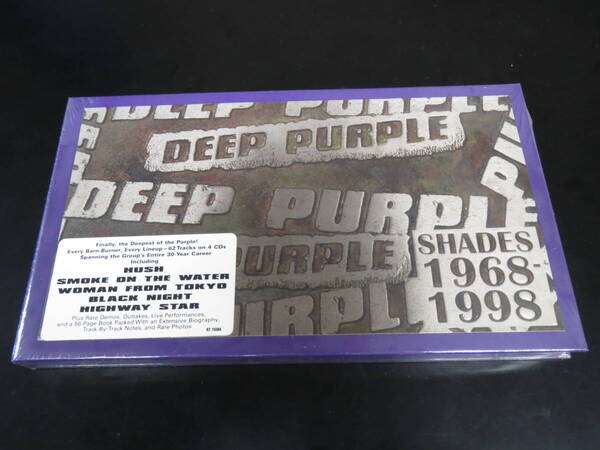 DEEP PURPLE
DEEP PURPLE
DEEP PURPLE
PURPLE
SHADES
1968-
1998
Finally, the Deepest of the Purple!
Every Barn-Burner, Every Lineup—62 Tracks on 4 CDs
Spanning the Group's Entire 30-Year Career
Including
HUSH
SMOKE ON THE WATER
WOMAN FROM TOKYO
BLACK NIGHT
HIGHWAY STAR
Plus Rare Demos, Outtakes, Live Performances,
and a 56-Page Book Packed With an Extensive Biography,
Track-By-Track Notes, and Rare Photos